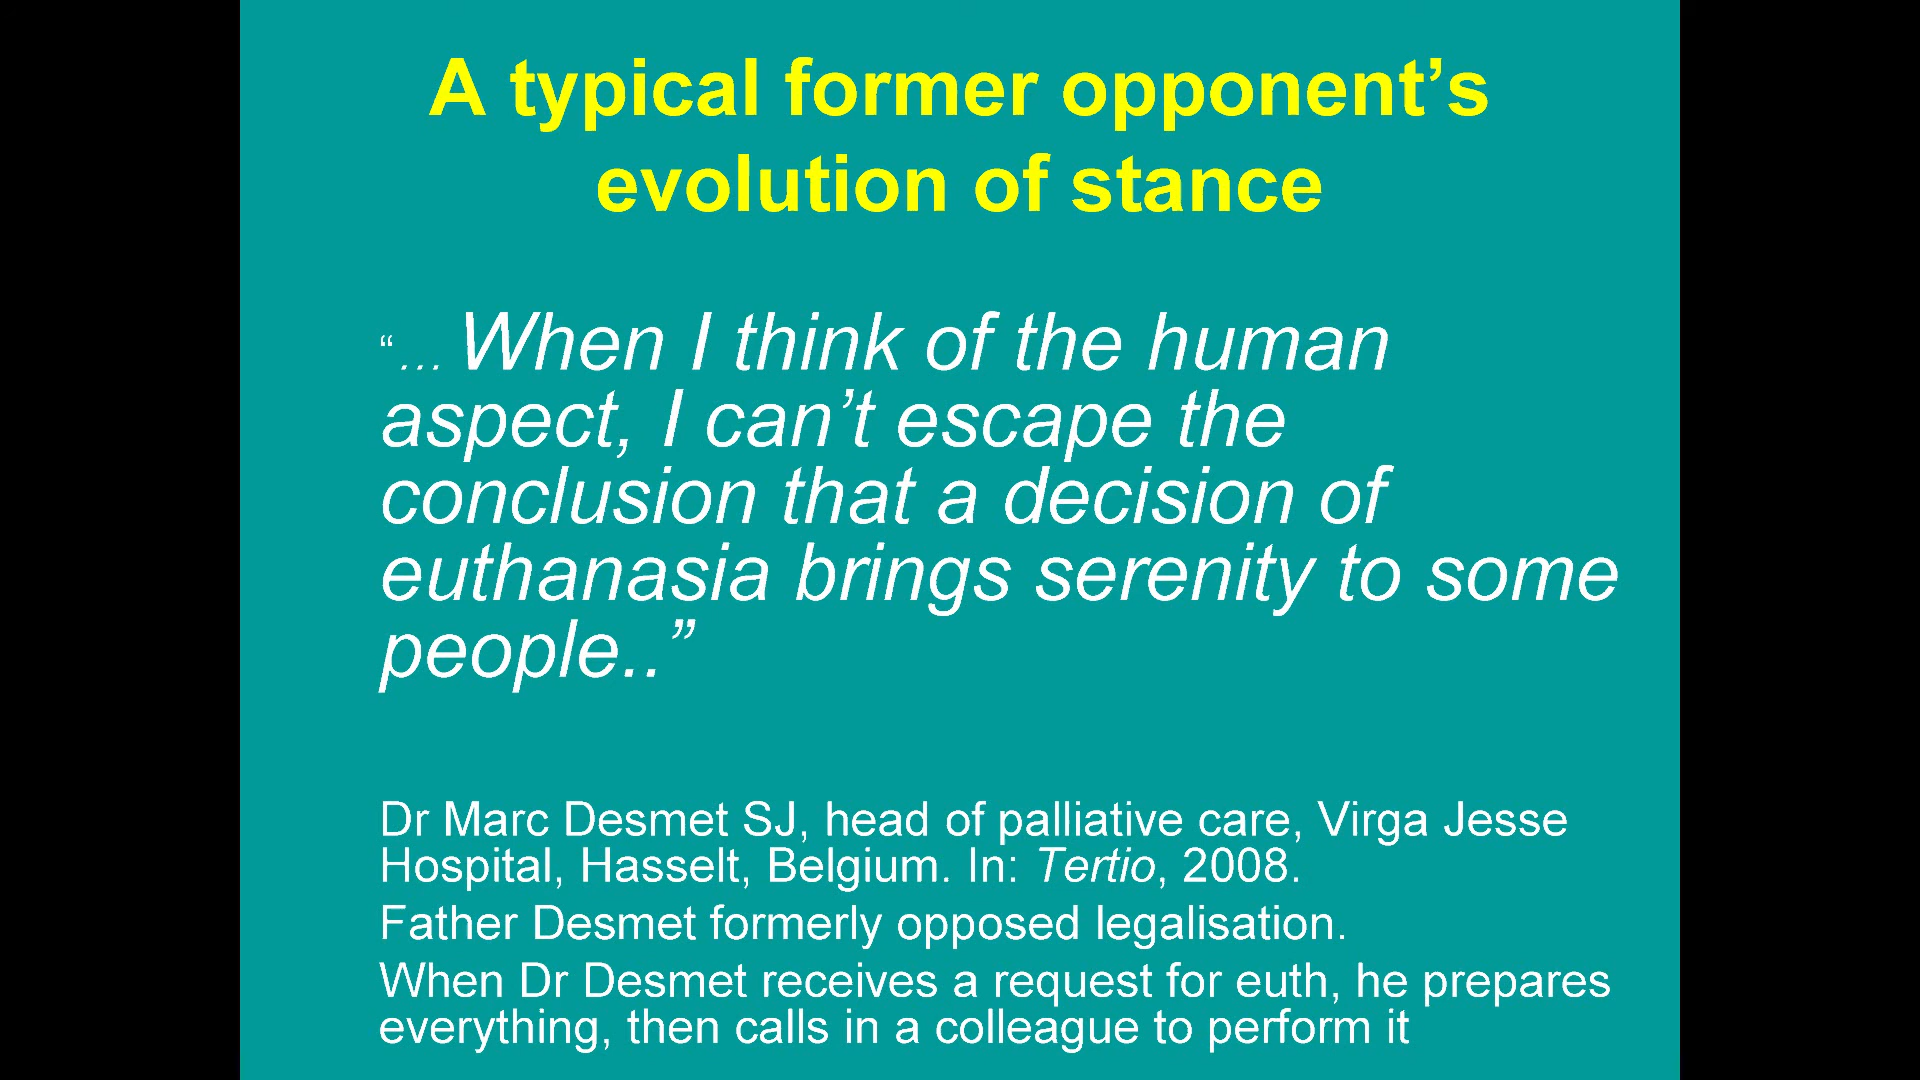 A typical former opponent’s
evolution of stance
“… When I think of the human
aspect, I can’t escape the
conclusion that a decision of
euthanasia brings serenity to some
people..”
Dr Marc Desmet SJ, head of palliative care, Virga Jesse
Hospital, Hasselt, Belgium. In: Tertio, 2008.
Father Desmet formerly opposed legalisation.
When Dr Desmet receives a request for euth, he prepares
everything, then calls in a colleague to perform it